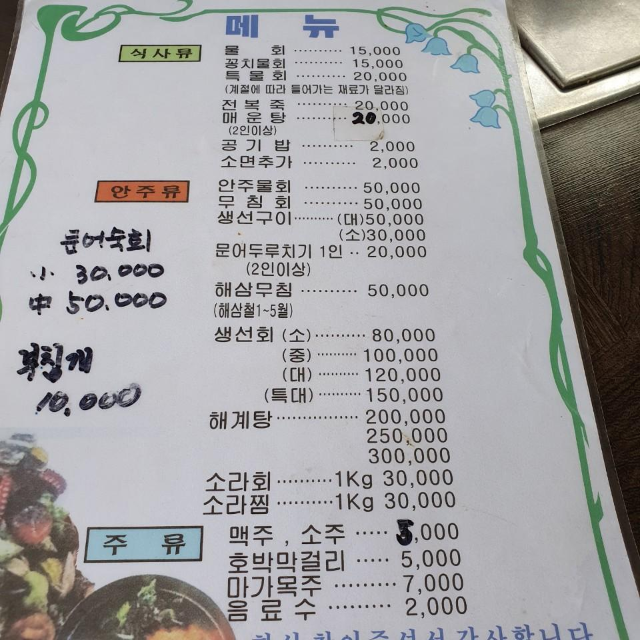 메 뉴
식사류
물 회 ·········· 15,000
꽁치물회 ·········· 15,000
특물회 ·········· 20,000
(계절에 따라 들어가는 재료가 달라짐)
전복죽 ·········· 20,000
매운탕 ·········· 20,000
(2인이상)
공 기 밥 ·········· 2,000
소면추가 ·········· 2,000
안주류
안주물회 ·········· 50,000
무 침 회 ·········· 50,000
생선구이 ·········· (대)50,000
(소)30,000
문어두루치기 1인 ·· 20,000
(2인이상)
해삼무침 ·········· 50,000
(해삼철1~5월)
생선회 (소) ·········· 80,000
(중) ·········· 100,000
(대) ·········· 120,000
(특대) ·········· 150,000
해계탕 ·········· 200,000
250,000
300,000
소라회 ·········· 1Kg 30,000
소라찜 ·········· 1Kg 30,000
문어숙회
小 30.000
中 50.000
부침개
10,000
주 류
맥주 , 소주 ····· 5,000
호박막걸리 ····· 5,000
마가목주 ·········· 7,000
음료수 ·········· 2,000
감사합니다